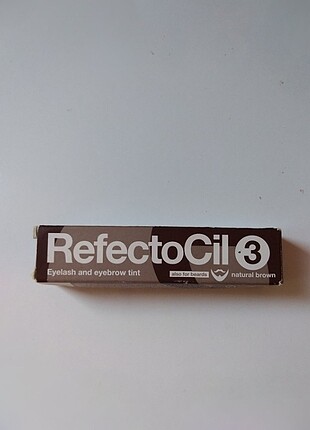 RefectoCil 3
Eyelash and eyebrow tint also for beards natural brown